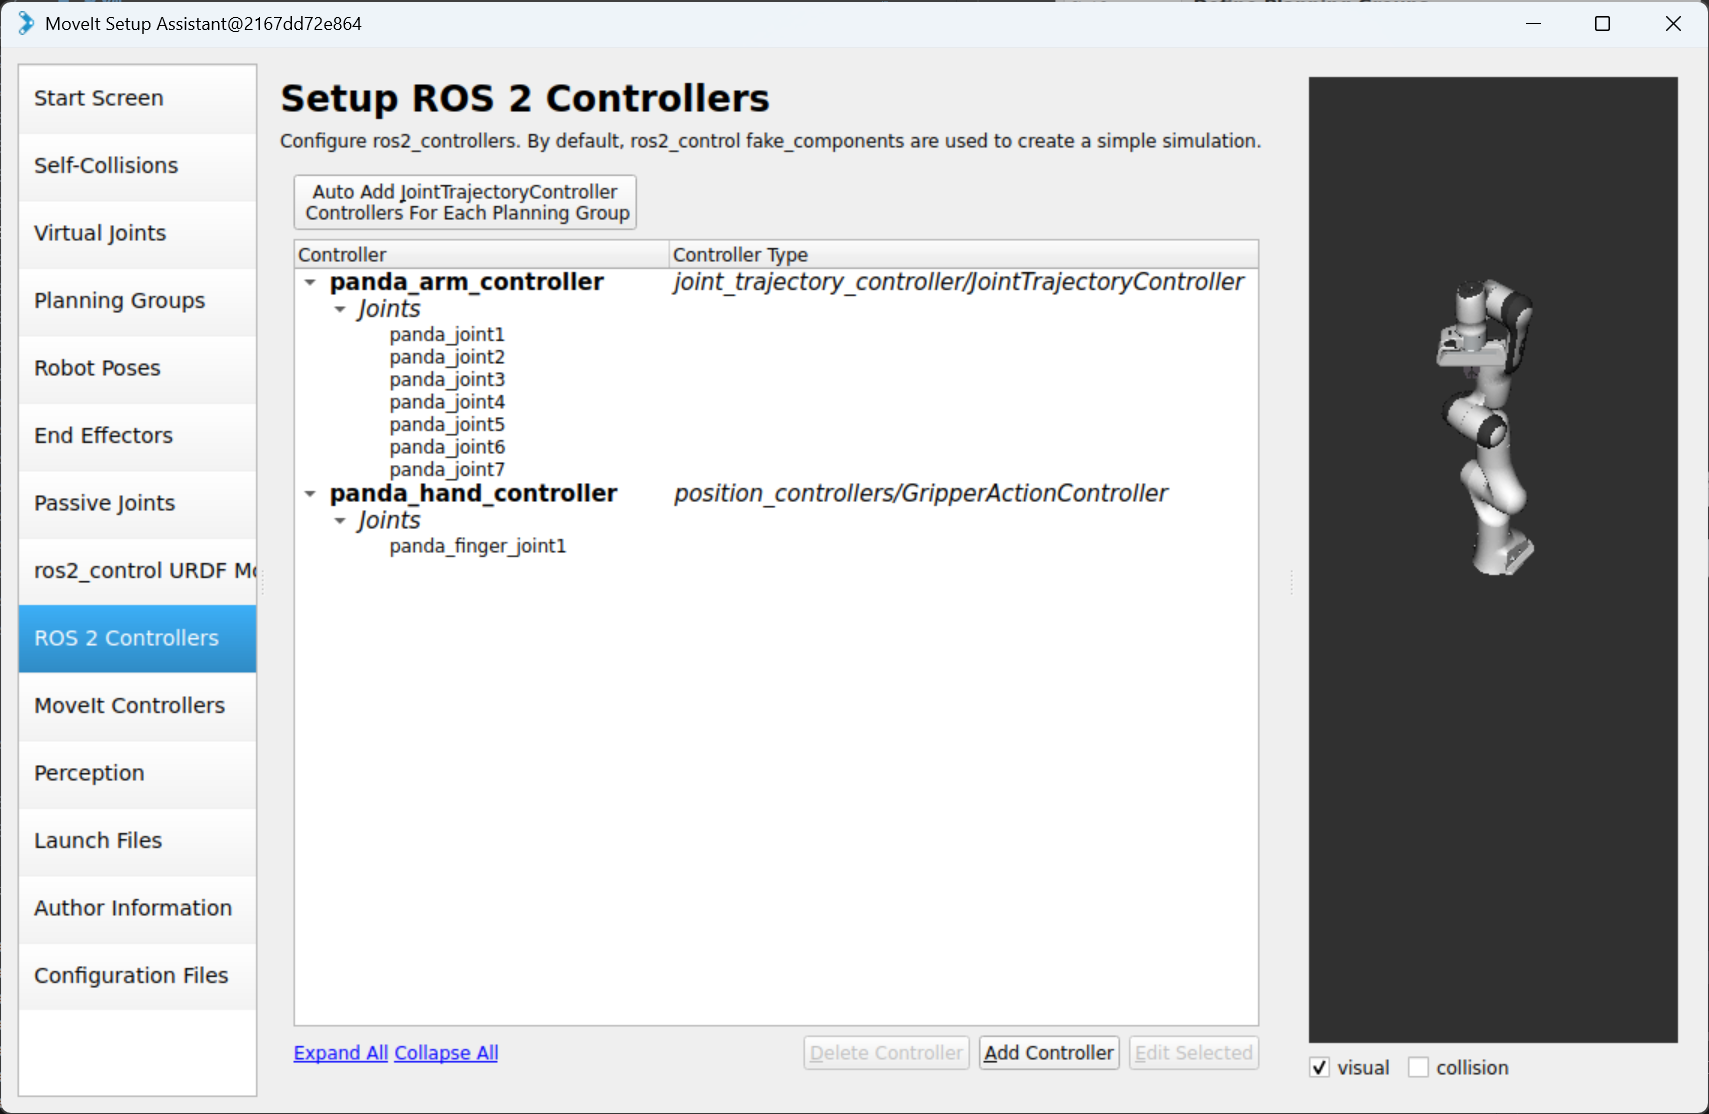 MoveIt Setup Assistant@2167dd72e864
Start Screen
Self-Collisions
Virtual Joints
Planning Groups
Robot Poses
End Effectors
Passive Joints
ros2_control URDF Mo
ROS 2 Controllers
MoveIt Controllers
Perception
Launch Files
Author Information
Configuration Files
Setup ROS 2 Controllers
Configure ros2_controllers. By default, ros2_control fake_components are used to create a simple simulation.
Auto Add JointTrajectoryController
Controllers For Each Planning Group
Controller Controller Type
panda_arm_controller joint_trajectory_controller/JointTrajectoryController
Joints
panda_joint1
panda_joint2
panda_joint3
panda_joint4
panda_joint5
panda_joint6
panda_joint7
panda_hand_controller position_controllers/GripperActionController
Joints
panda_finger_joint1
Expand All Collapse All Delete Controller Add Controller Edit Selected
visual collision